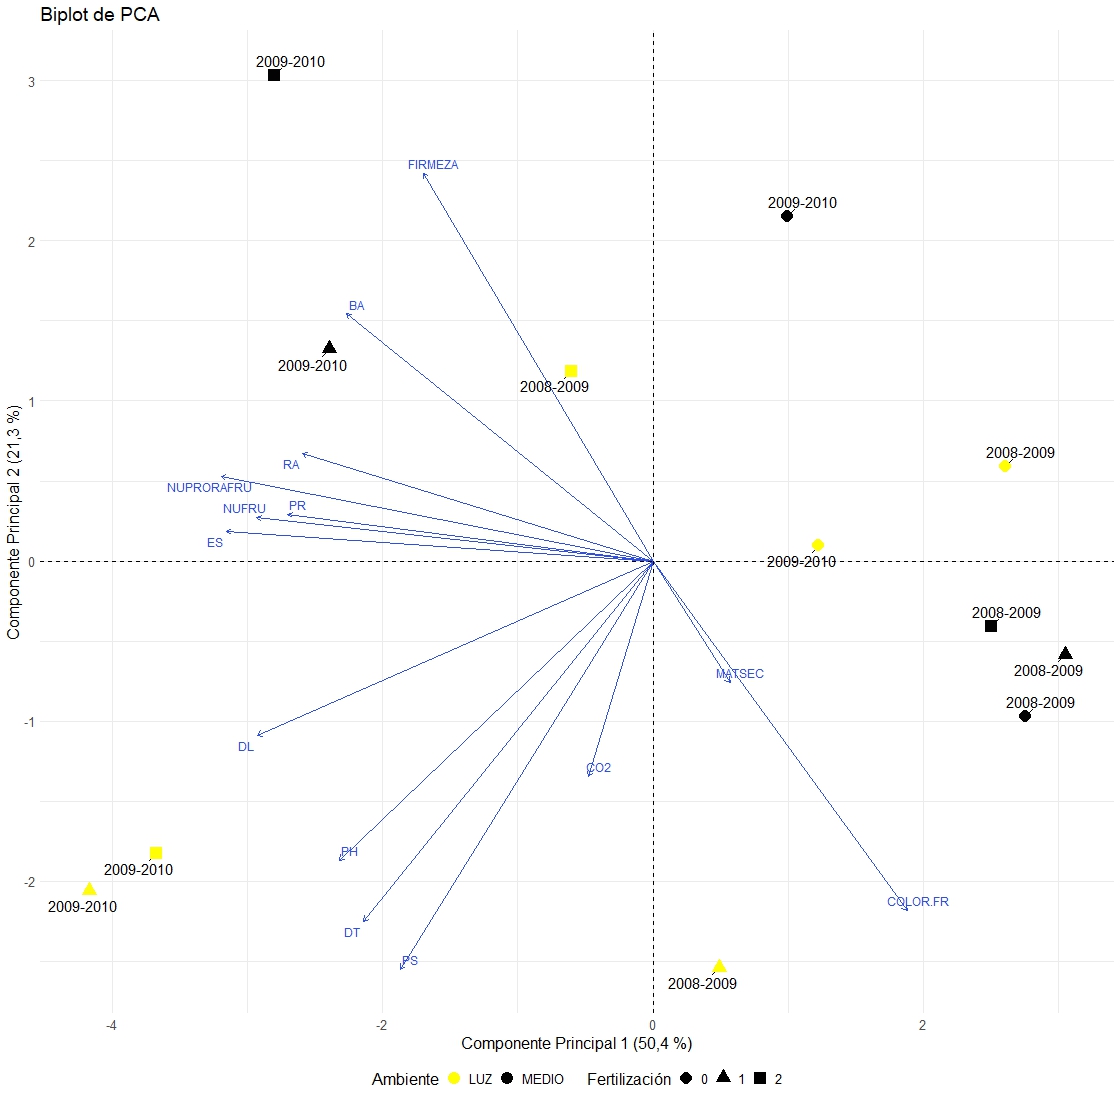 Biplot de PCA
2009-2010
3
FIRMEZA
2009-2010
2
BA
2009-2010
2008-2009
1
2008-2009
RA
NUPRORAFRU
PR
NUFRU
ES
2009-2010
0
2008-2009
MATSEC
2008-2009
2008-2009
-1
DL
CO2
PH
2009-2010
-2
COLOR.FR
2009-2010
DT
PS
2008-2009
Componente Principal 2 (21,3 %)
-4
-2
0
2
Componente Principal 1 (50,4 %)
Ambiente LUZ MEDIO Fertilización 0 1 2